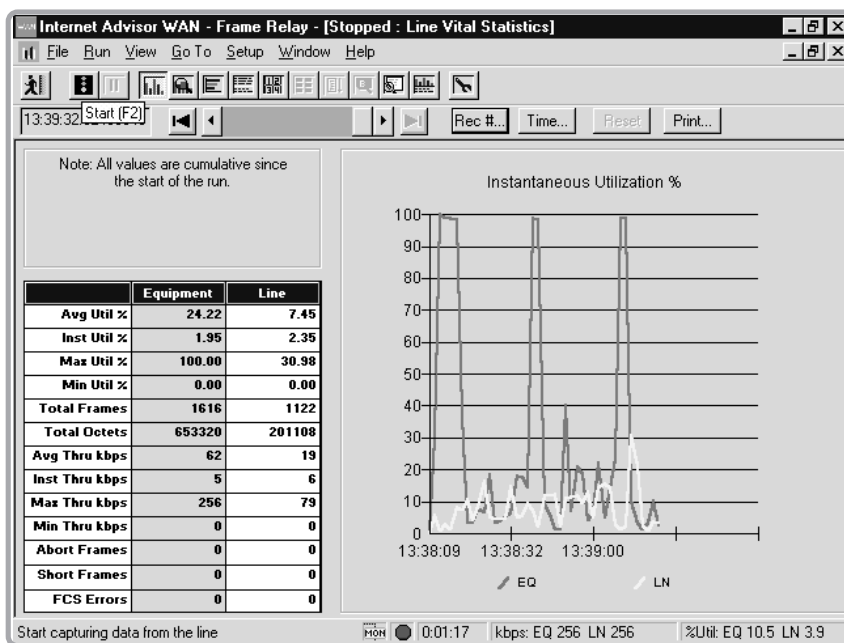 Internet Advisor WAN - Frame Relay - [Stopped : Line Vital Statistics]
File Run View Go To Setup Window Help
Start (F2)
13:39:32
Rec #... Time... Reset Print...
Note: All values are cumulative since
the start of the run.
Equipment Line
Avg Util % 24.22 7.45
Inst Util % 1.95 2.35
Max Util % 100.00 30.98
Min Util % 0.00 0.00
Total Frames 1616 1122
Total Octets 653320 201108
Avg Thru kbps 62 19
Inst Thru kbps 5 6
Max Thru kbps 256 79
Min Thru kbps 0 0
Abort Frames 0 0
Short Frames 0 0
FCS Errors 0 0
Instantaneous Utilization %
100
90
80
70
60
50
40
30
20
10
0
13:38:09 13:38:32 13:39:00
EQ LN
Start capturing data from the line MON 0:01:17 kbps: EQ 256 LN 256 %Util: EQ 10.5 LN 3.9